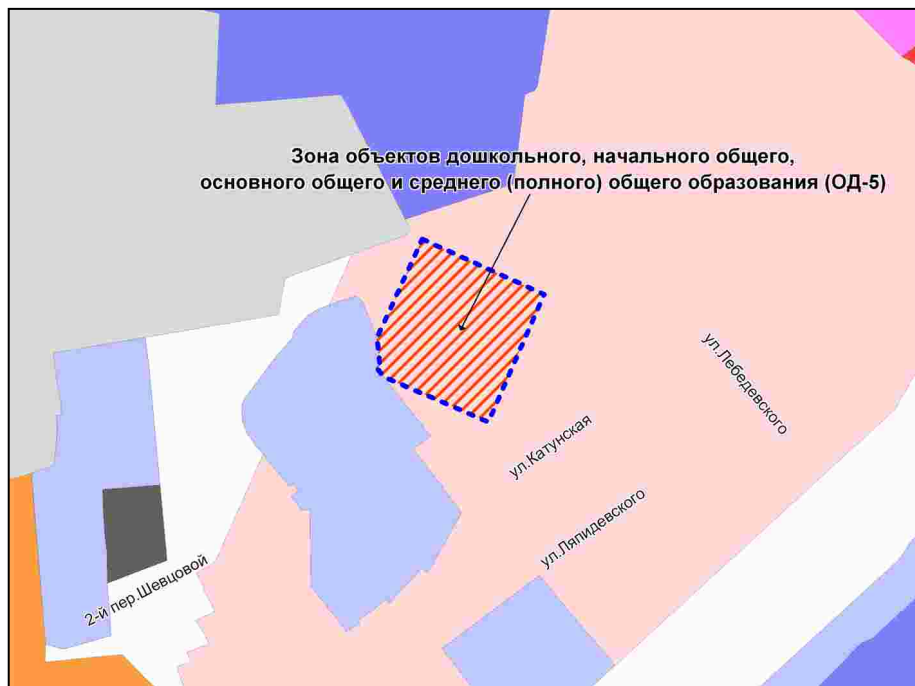 Зона объектов дошкольного, начального общего,
основного общего и среднего (полного) общего образования (ОД-5)
ул.Лебедевского
ул.Катунская
ул.Ляпидевского
2-й пер.Шевцовой